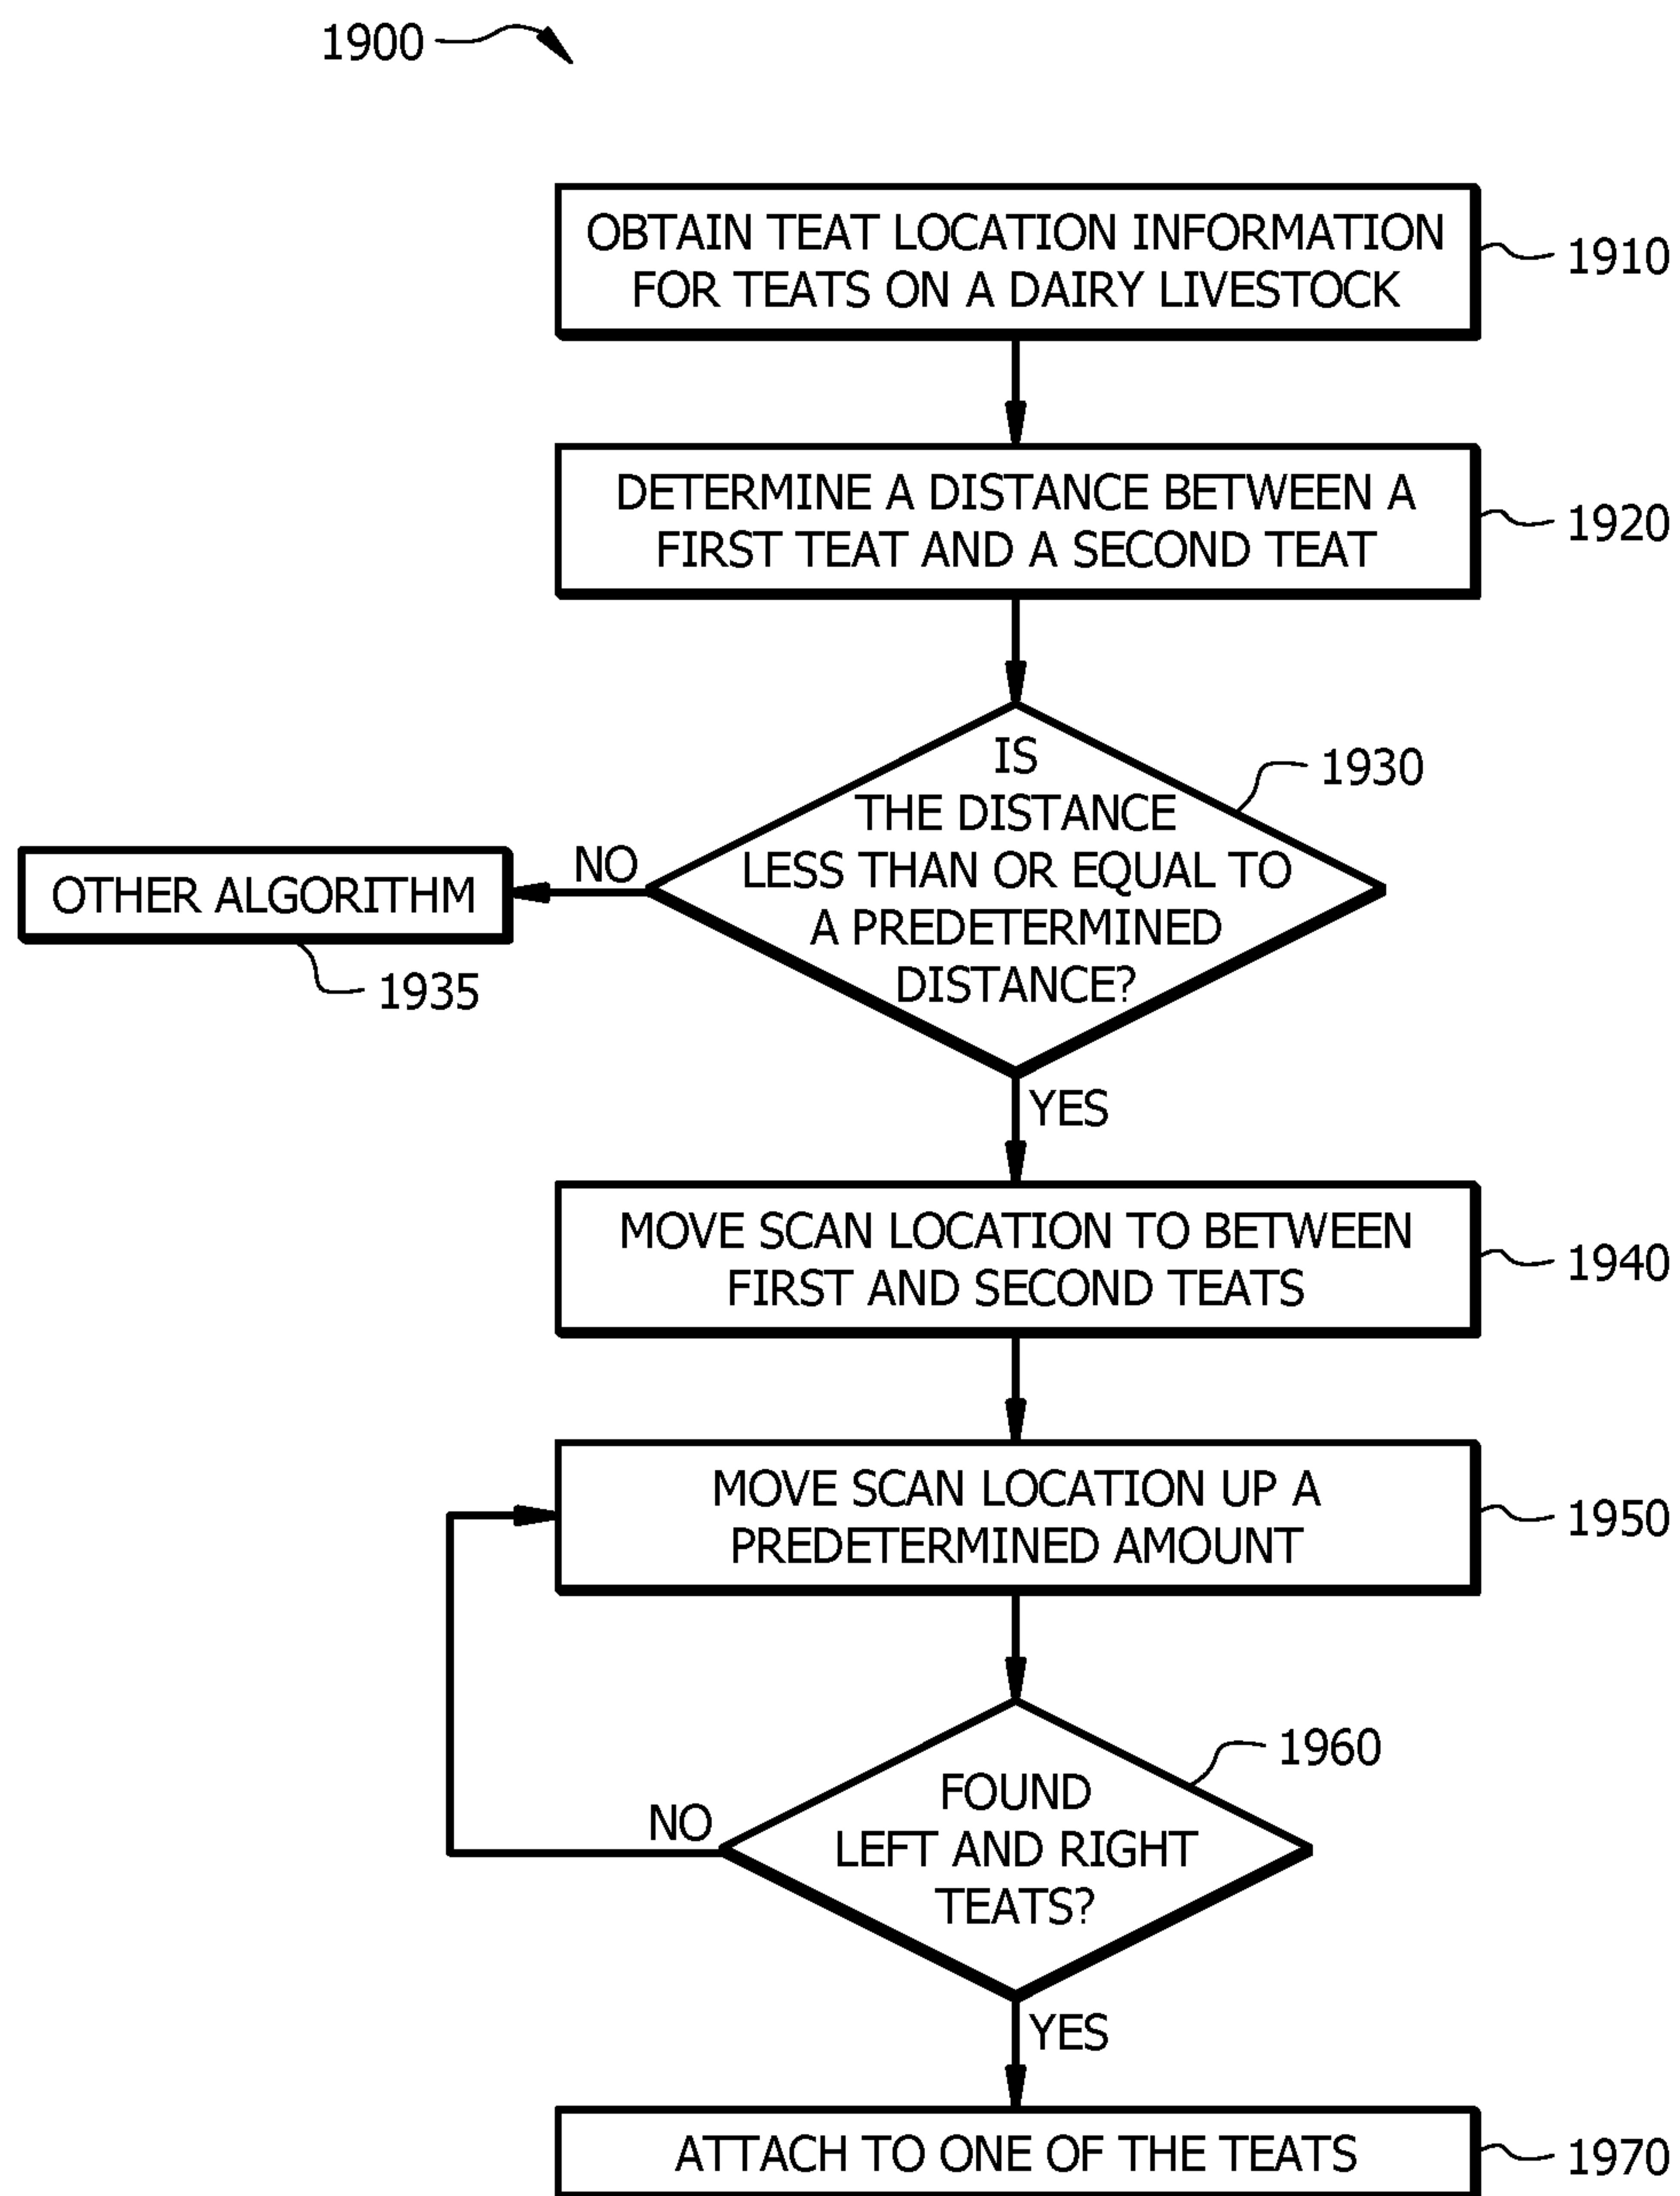 1900
OBTAIN TEAT LOCATION INFORMATION
FOR TEATS ON A DAIRY LIVESTOCK
1910
DETERMINE A DISTANCE BETWEEN A
FIRST TEAT AND A SECOND TEAT
1920
IS
THE DISTANCE
LESS THAN OR EQUAL TO
A PREDETERMINED
DISTANCE?
1930
NO
OTHER ALGORITHM
1935
YES
MOVE SCAN LOCATION TO BETWEEN
FIRST AND SECOND TEATS
1940
MOVE SCAN LOCATION UP A
PREDETERMINED AMOUNT
1950
FOUND
LEFT AND RIGHT
TEATS?
1960
NO
YES
ATTACH TO ONE OF THE TEATS
1970